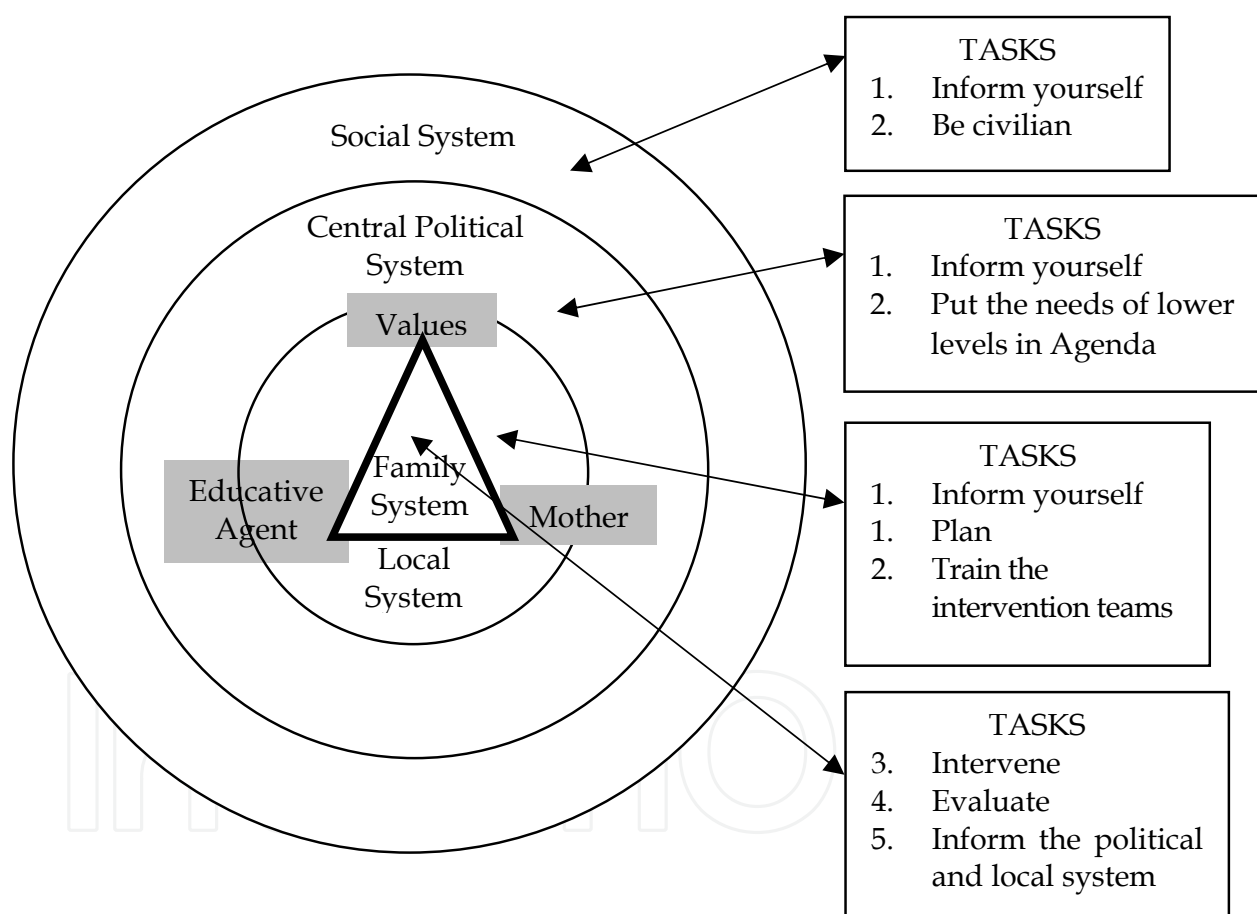 Social System
Central Political
System
Values
Family
System
Educative
Agent
Mother
Local
System
TASKS
1. Inform yourself
2. Be civilian
TASKS
1. Inform yourself
2. Put the needs of lower
levels in Agenda
TASKS
1. Inform yourself
1. Plan
2. Train the
intervention teams
TASKS
3. Intervene
4. Evaluate
5. Inform the political
and local system